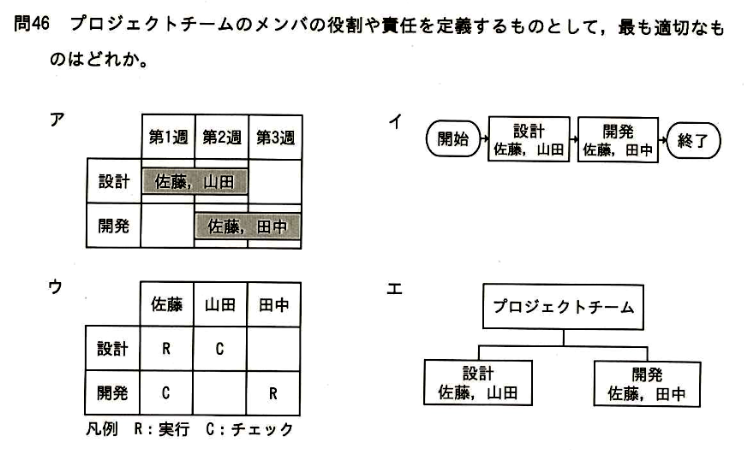 問46　プロジェクトチームのメンバの役割や責任を定義するものとして，最も適切なも
のはどれか。
ア
第1週 第2週 第3週
設計 佐藤，山田
開発 佐藤，田中
イ
開始 設計 佐藤，山田 開発 佐藤，田中 終了
ウ
佐藤 山田 田中
設計 R C
開発 C R
凡例　R：実行　C：チェック
エ
プロジェクトチーム
設計 開発
佐藤，山田 佐藤，田中